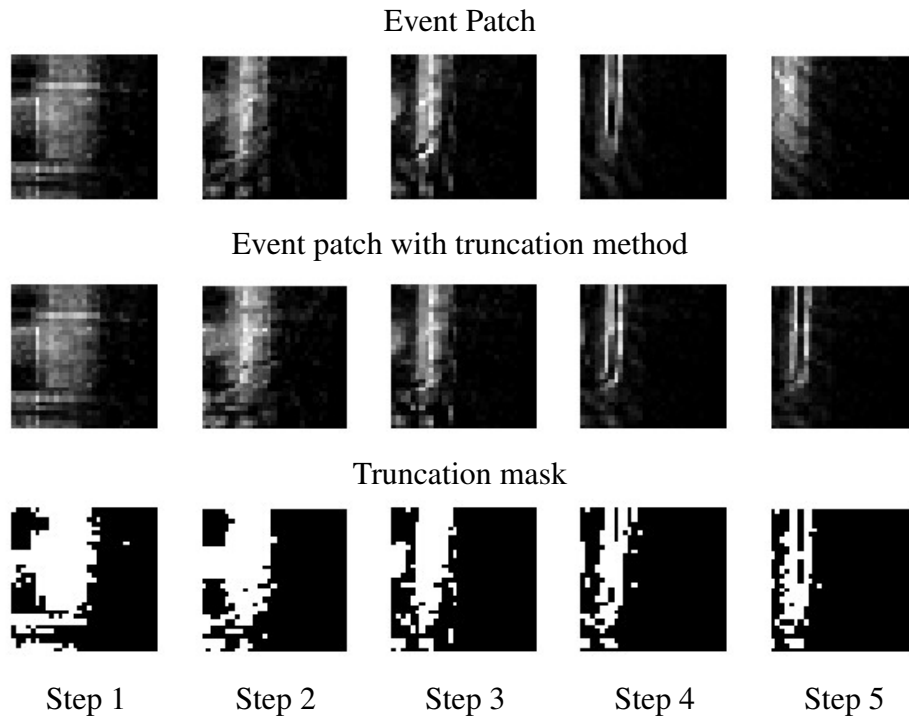 Event Patch
Event patch with truncation method
Truncation mask
Step 1 Step 2 Step 3 Step 4 Step 5